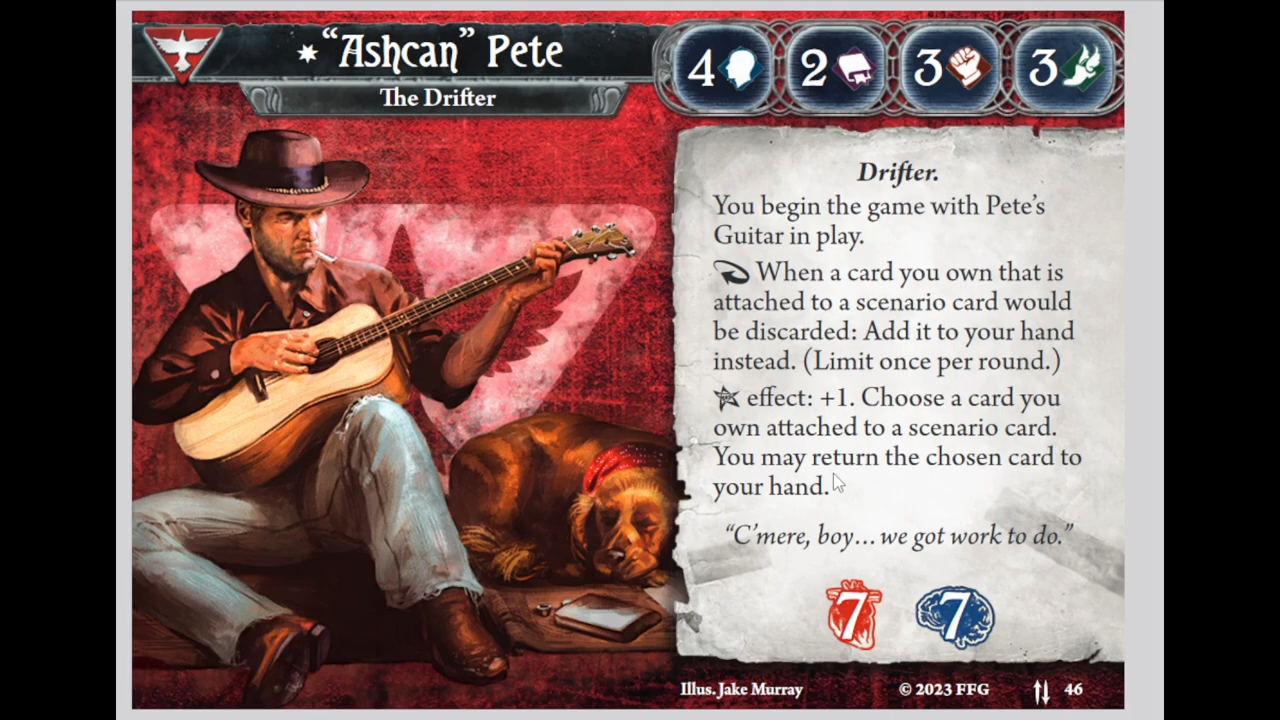 "Ashcan" Pete
4 2 3 3
The Drifter
Drifter.
You begin the game with Pete's
Guitar in play.
When a card you own that is
attached to a scenario card would
be discarded: Add it to your hand
instead. (Limit once per round.)
effect: +1. Choose a card you
own attached to a scenario card.
You may return the chosen card to
your hand.
"C'mere, boy... we got work to do."
7 7
Illus. Jake Murray © 2023 FFG 46